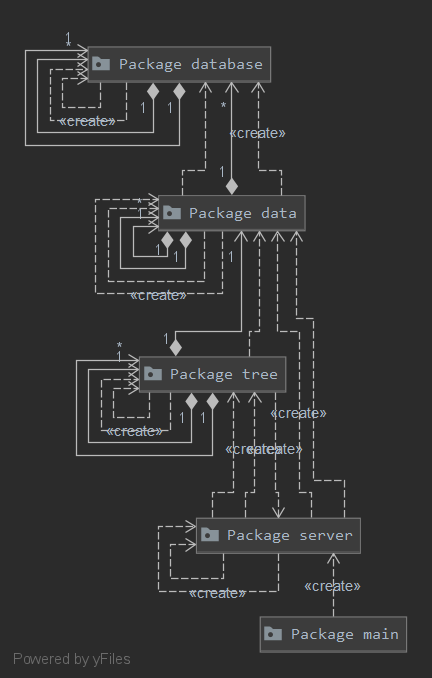 1
*
Package database
1
1
*
«create»
«create»
1
*
1
Package data
1
1
1
«create»
1
*
1
Package tree
1
1
«create»
«create»
«create»
«create»
Package server
«create»
«create»
Package main
Powered by yFiles